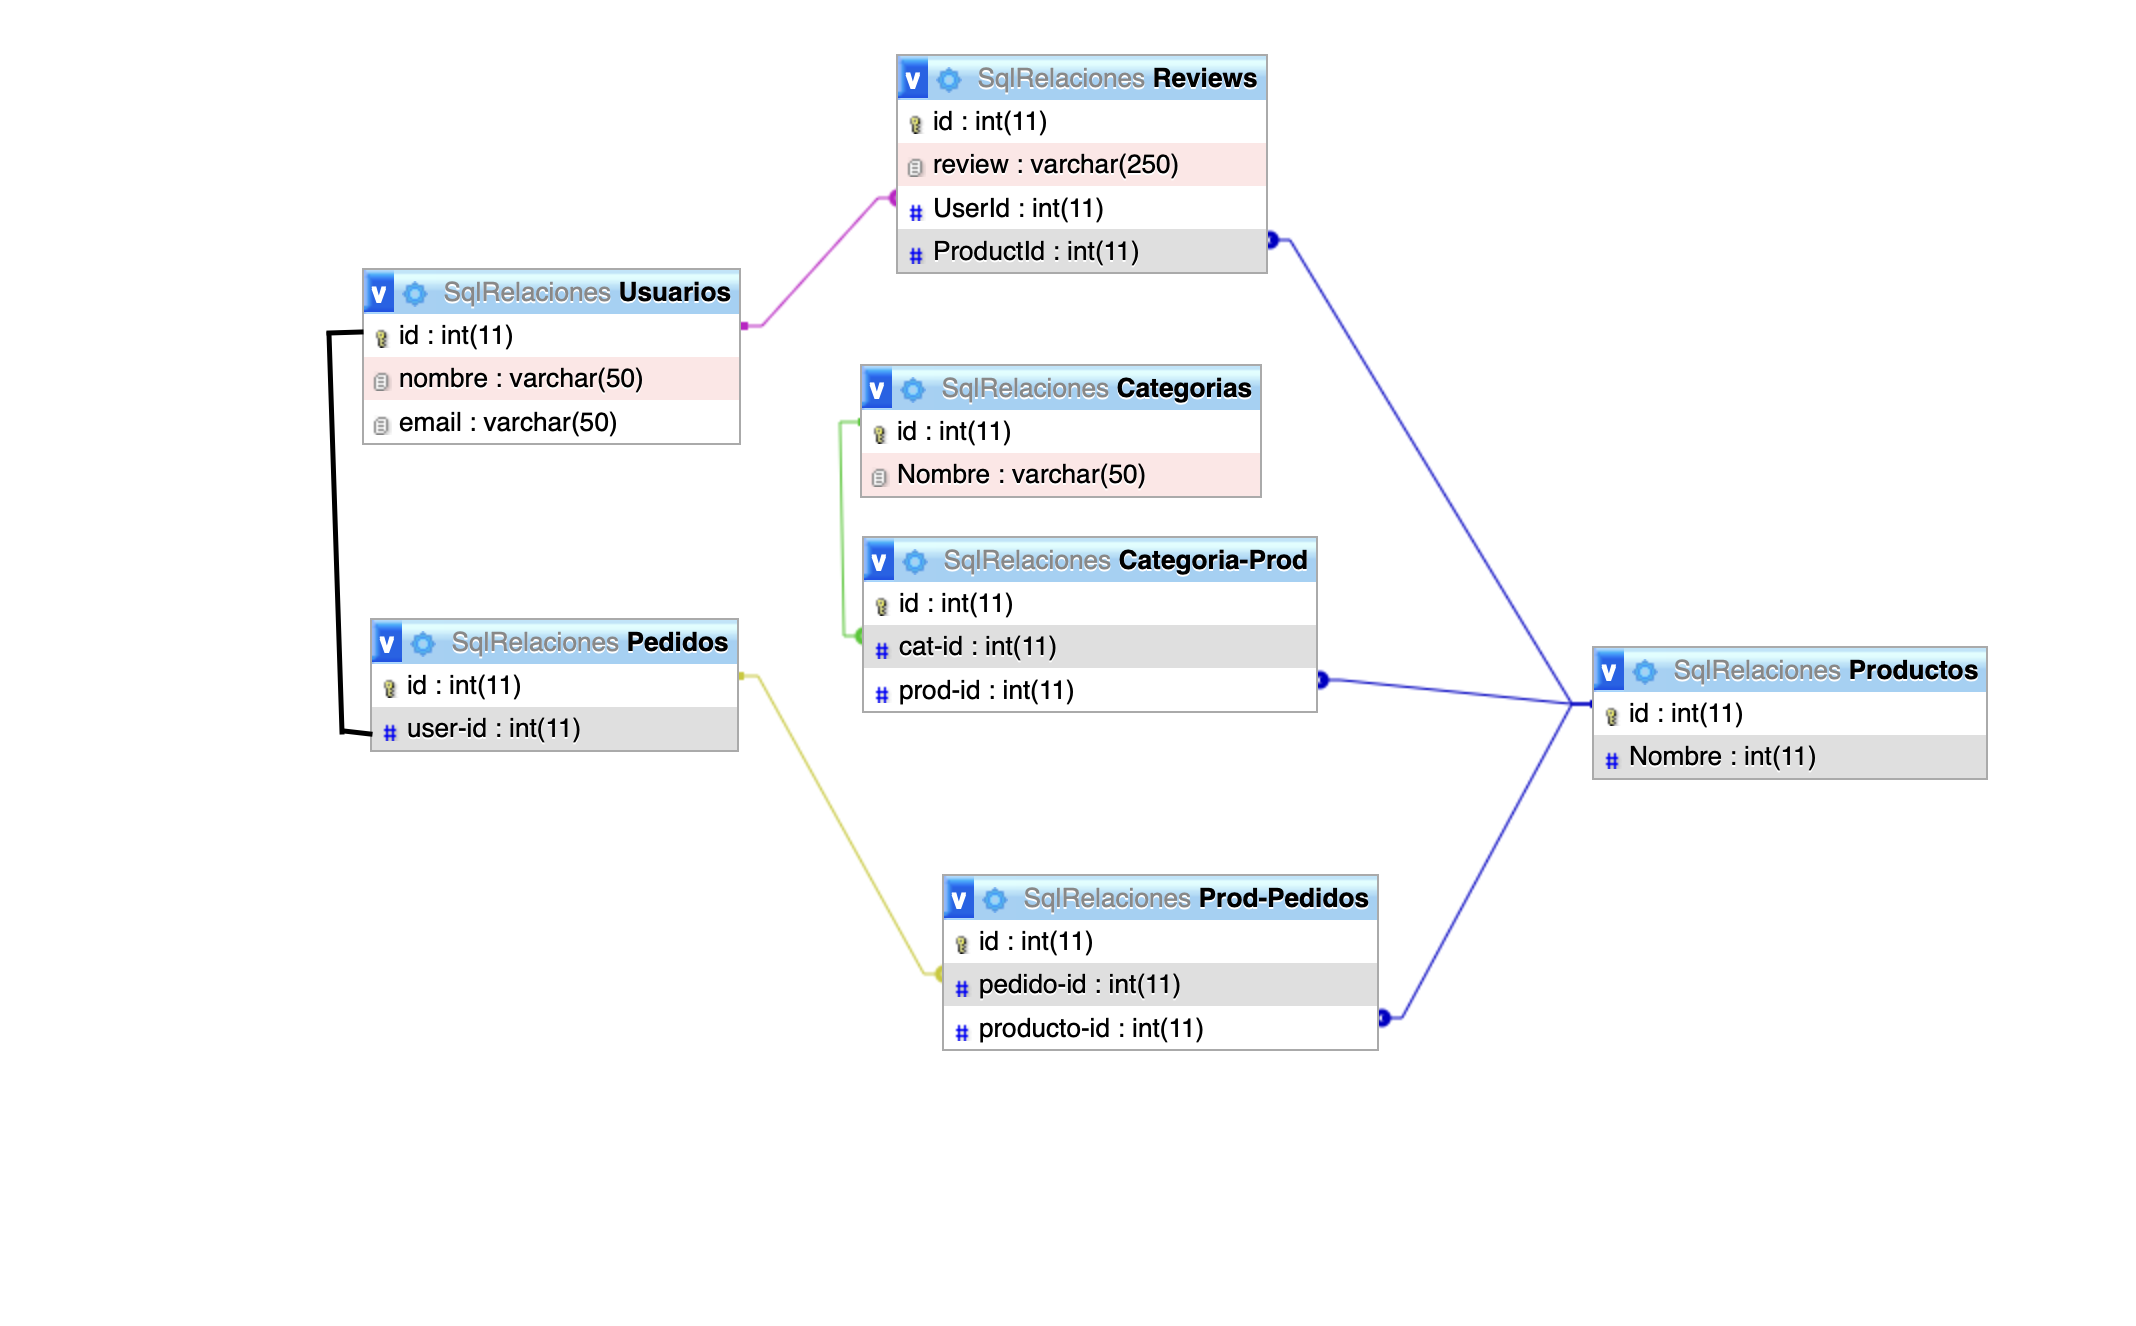 v SqlRelaciones Reviews
id : int(11)
review : varchar(250)
# UserId : int(11)
# ProductId : int(11)
v SqlRelaciones Usuarios
id : int(11)
nombre : varchar(50)
email : varchar(50)
v SqlRelaciones Categorias
id : int(11)
Nombre : varchar(50)
v SqlRelaciones Categoria-Prod
id : int(11)
# cat-id : int(11)
# prod-id : int(11)
v SqlRelaciones Pedidos
id : int(11)
# user-id : int(11)
v SqlRelaciones Productos
id : int(11)
# Nombre : int(11)
v SqlRelaciones Prod-Pedidos
id : int(11)
# pedido-id : int(11)
# producto-id : int(11)